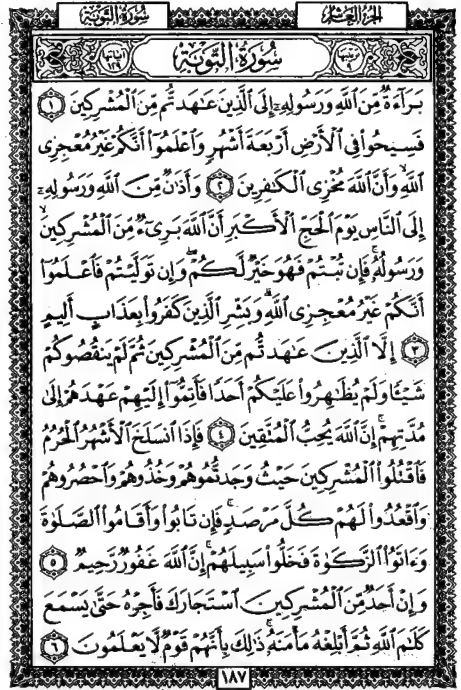 سُورَةُ التَّوْبَةِ
الجزء العاشر
سُورَةُ التَّوْبَةِ
بَرَآءَةٌ مِّنَ ٱللَّهِ وَرَسُولِهِۦٓ إِلَى ٱلَّذِينَ عَٰهَدتُّم مِّنَ ٱلْمُشْرِكِينَ ١
فَسِيحُوا۟ فِى ٱلْأَرْضِ أَرْبَعَةَ أَشْهُرٍ وَٱعْلَمُوٓا۟ أَنَّكُمْ غَيْرُ مُعْجِزِى
ٱللَّهِ وَأَنَّ ٱللَّهَ مُخْزِى ٱلْكَٰفِرِينَ ٢ وَأَذَٰنٌ مِّنَ ٱللَّهِ وَرَسُولِهِۦٓ
إِلَى ٱلنَّاسِ يَوْمَ ٱلْحَجِّ ٱلْأَكْبَرِ أَنَّ ٱللَّهَ بَرِىٓءٌ مِّنَ ٱلْمُشْرِكِينَ
وَرَسُولُهُۥ فَإِن تُبْتُمْ فَهُوَ خَيْرٌ لَّكُمْ وَإِن تَوَلَّيْتُمْ فَٱعْلَمُوٓا۟
أَنَّكُمْ غَيْرُ مُعْجِزِى ٱللَّهِ وَبَشِّرِ ٱلَّذِينَ كَفَرُوا۟ بِعَذَابٍ أَلِيمٍ
٣ إِلَّا ٱلَّذِينَ عَٰهَدتُّم مِّنَ ٱلْمُشْرِكِينَ ثُمَّ لَمْ يَنقُصُوكُمْ
شَيْـًٔا وَلَمْ يُظَٰهِرُوا۟ عَلَيْكُمْ أَحَدًا فَأَتِمُّوٓا۟ إِلَيْهِمْ عَهْدَهُمْ إِلَىٰ
مُدَّتِهِمْ إِنَّ ٱللَّهَ يُحِبُّ ٱلْمُتَّقِينَ ٤ فَإِذَا ٱنسَلَخَ ٱلْأَشْهُرُ ٱلْحُرُمُ
فَٱقْتُلُوا۟ ٱلْمُشْرِكِينَ حَيْثُ وَجَدتُّمُوهُمْ وَخُذُوهُمْ وَٱحْصُرُوهُمْ
وَٱقْعُدُوا۟ لَهُمْ كُلَّ مَرْصَدٍ فَإِن تَابُوا۟ وَأَقَامُوا۟ ٱلصَّلَوٰةَ
وَءَاتَوُا۟ ٱلزَّكَوٰةَ فَخَلُّوا۟ سَبِيلَهُمْ إِنَّ ٱللَّهَ غَفُورٌ رَّحِيمٌ ٥
وَإِنْ أَحَدٌ مِّنَ ٱلْمُشْرِكِينَ ٱسْتَجَارَكَ فَأَجِرْهُ حَتَّىٰ يَسْمَعَ
كَلَٰمَ ٱللَّهِ ثُمَّ أَبْلِغْهُ مَأْمَنَهُۥ ذَٰلِكَ بِأَنَّهُمْ قَوْمٌ لَّا يَعْلَمُونَ ٦
١٨٧